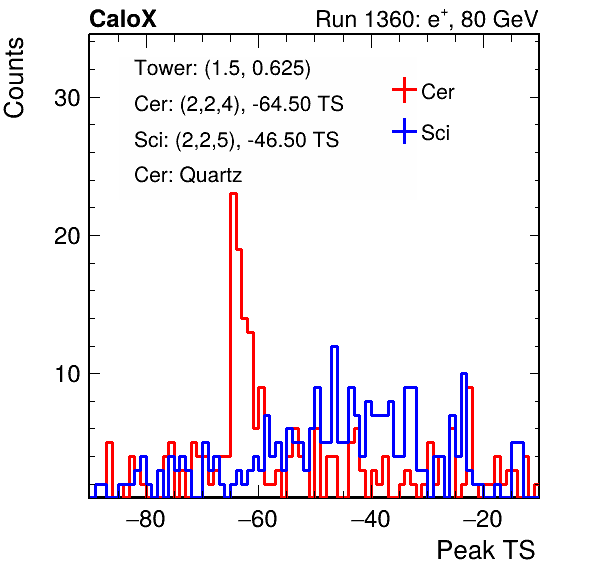 CaloX
Run 1360: e⁺, 80 GeV
Counts
Tower: (1.5, 0.625)
Cer: (2,2,4), -64.50 TS
Sci: (2,2,5), -46.50 TS
Cer: Quartz
Cer
Sci
30
20
10
−80 −60 −40 −20
Peak TS